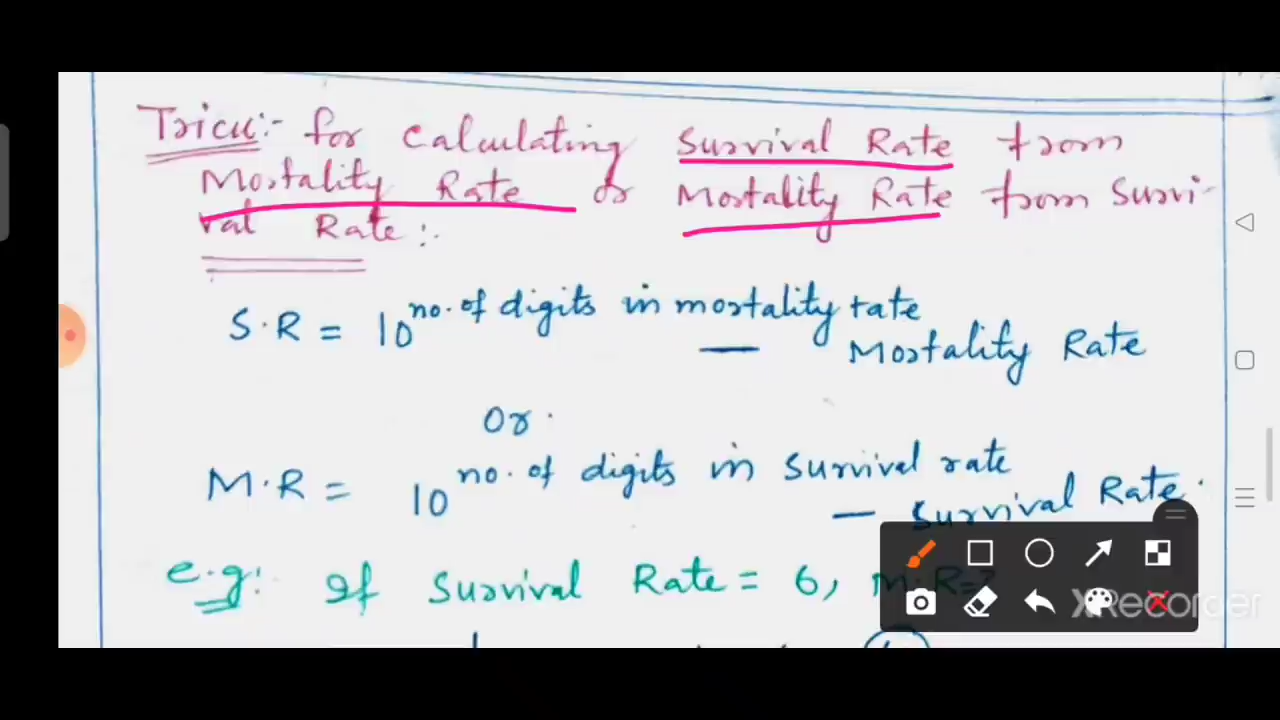 Trick:- for Calculating Survival Rate from
Mortality Rate or Mortality Rate from Survi-
val Rate:.
S.R = 10 no. of digits in mortality rate
— Mortality Rate
Or.
M.R = 10 no. of digits in survival rate
— Survival Rate.
e.g: If Survival Rate = 6, M.R=?
XRecorder